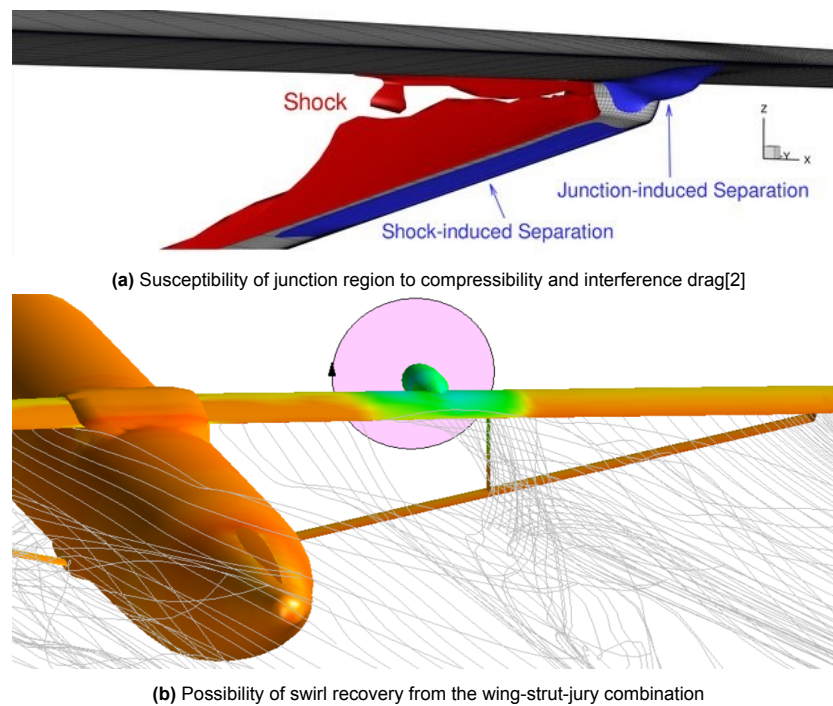 Shock
z
Y
x
Junction-induced Separation
Shock-induced Separation
(a) Susceptibility of junction region to compressibility and interference drag[2]
(b) Possibility of swirl recovery from the wing-strut-jury combination